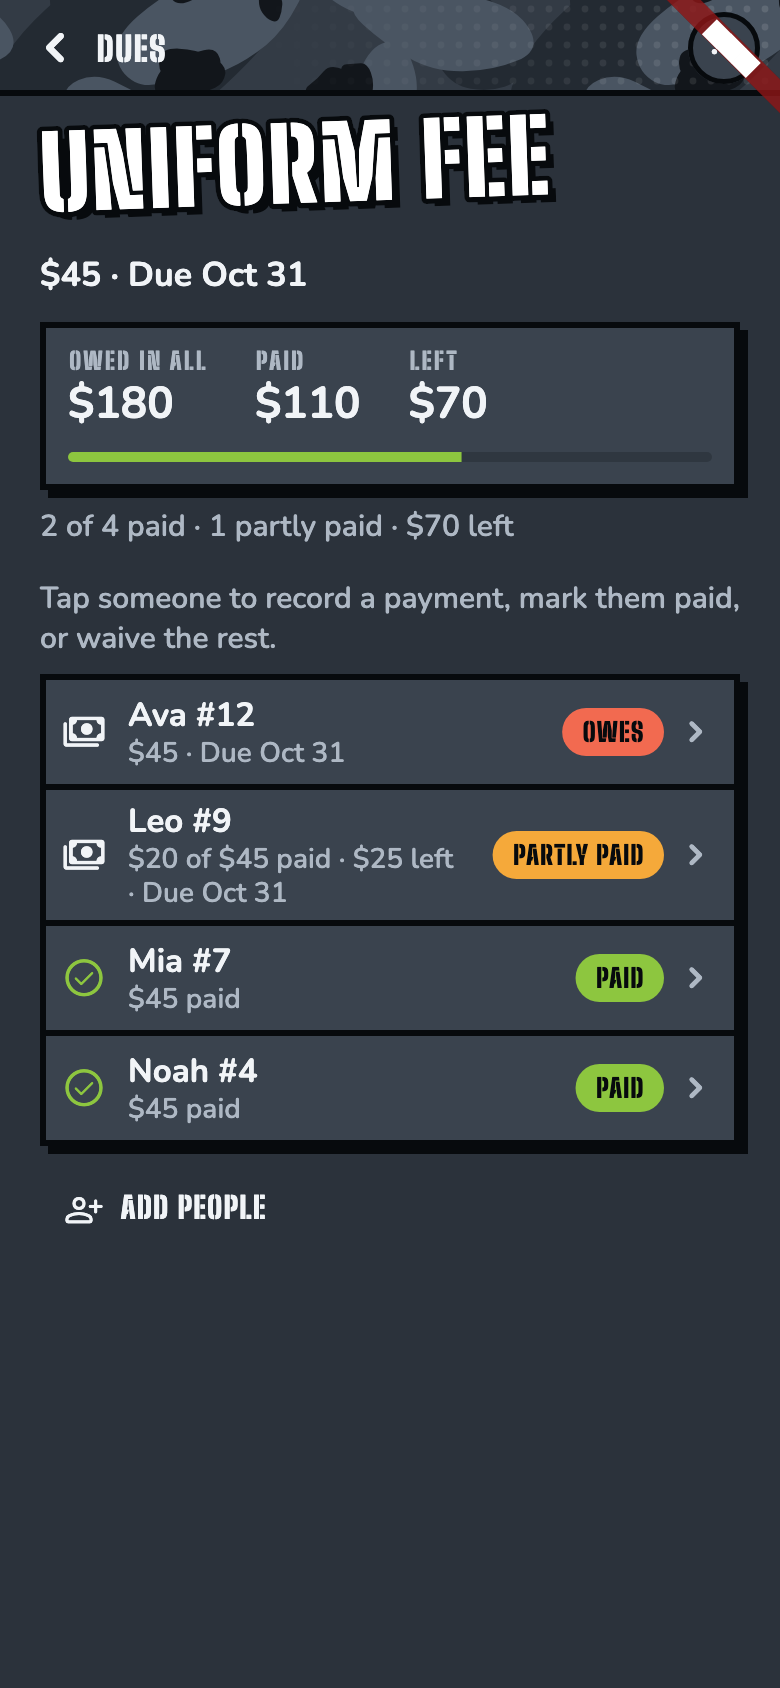 DUES
UNIFORM FEE
$45 · Due Oct 31
OWED IN ALL PAID LEFT
$180 $110 $70
2 of 4 paid · 1 partly paid · $70 left
Tap someone to record a payment, mark them paid,
or waive the rest.
Ava #12
$45 · Due Oct 31
OWES
Leo #9
$20 of $45 paid · $25 left
· Due Oct 31
PARTLY PAID
Mia #7
$45 paid
PAID
Noah #4
$45 paid
PAID
ADD PEOPLE